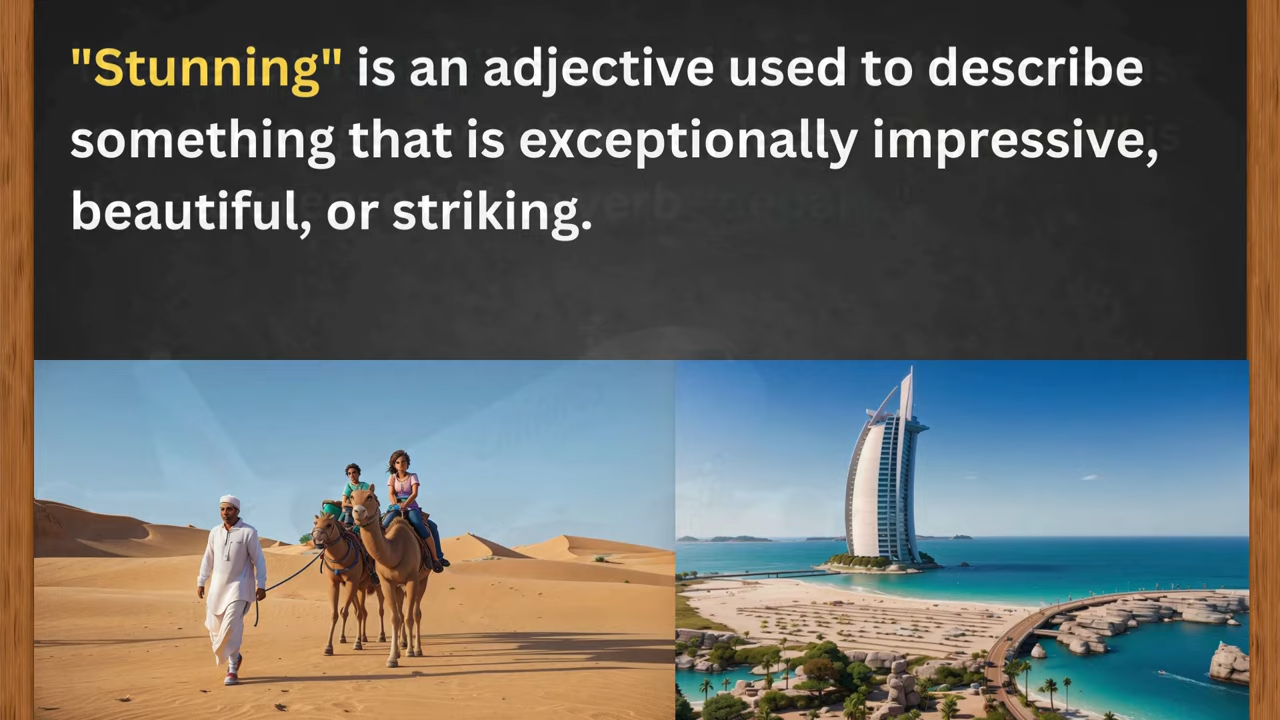 "Stunning" is an adjective used to describe
something that is exceptionally impressive,
beautiful, or striking.